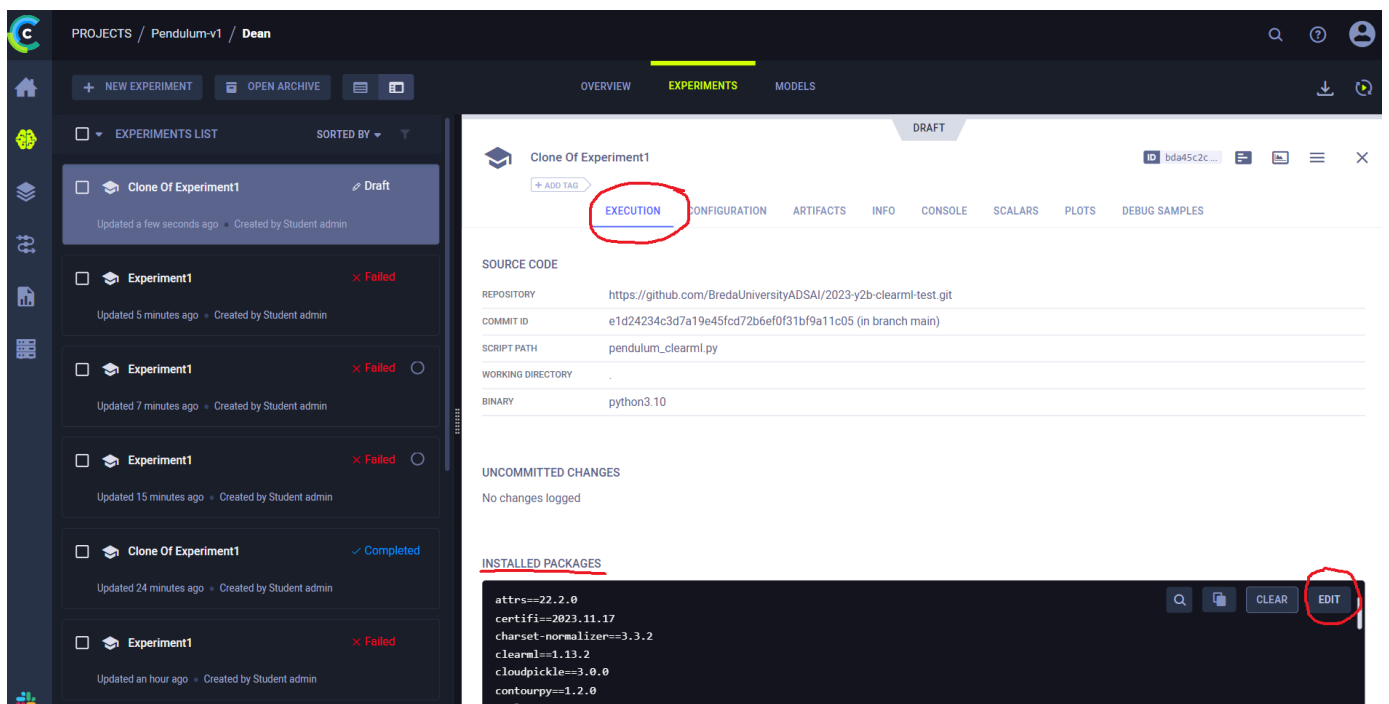 PROJECTS / Pendulum-v1 / Dean
+ NEW EXPERIMENT
OPEN ARCHIVE
OVERVIEW
EXPERIMENTS
MODELS
EXPERIMENTS LIST
SORTED BY
Clone Of Experiment1
Draft
Updated a few seconds ago • Created by Student admin
Experiment1
Failed
Updated 5 minutes ago • Created by Student admin
Experiment1
Failed
Updated 7 minutes ago • Created by Student admin
Experiment1
Failed
Updated 15 minutes ago • Created by Student admin
Clone Of Experiment1
Completed
Updated 24 minutes ago • Created by Student admin
Experiment1
Failed
Updated an hour ago • Created by Student admin
DRAFT
Clone Of Experiment1
ID bda45c2c...
+ ADD TAG
EXECUTION
CONFIGURATION
ARTIFACTS
INFO
CONSOLE
SCALARS
PLOTS
DEBUG SAMPLES
SOURCE CODE
REPOSITORY https://github.com/BredaUniversityADSAI/2023-y2b-clearml-test.git
COMMIT ID e1d24234c3d7a19e45fcd72b6ef0f31bf9a11c05 (in branch main)
SCRIPT PATH pendulum_clearml.py
WORKING DIRECTORY .
BINARY python3.10
UNCOMMITTED CHANGES
No changes logged
INSTALLED PACKAGES
CLEAR
EDIT
attrs==22.2.0
certifi==2023.11.17
charset-normalizer==3.3.2
clearml==1.13.2
cloudpickle==3.0.0
contourpy==1.2.0